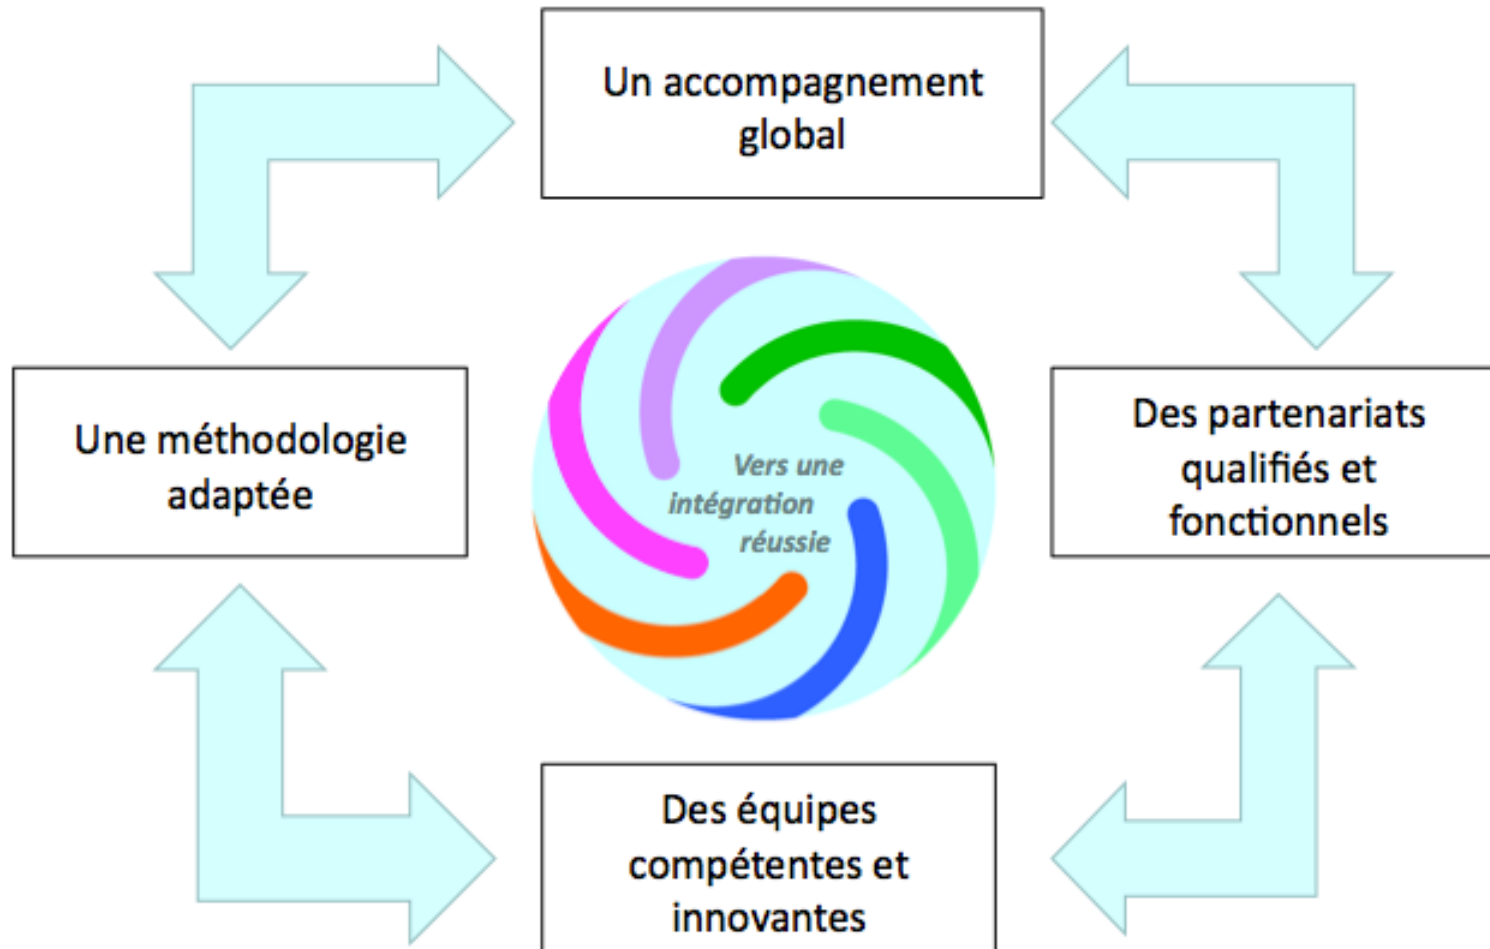 Un accompagnement
global
Une méthodologie
adaptée
Vers une
intégration
réussie
Des partenariats
qualifiés et
fonctionnels
Des équipes
compétentes et
innovantes